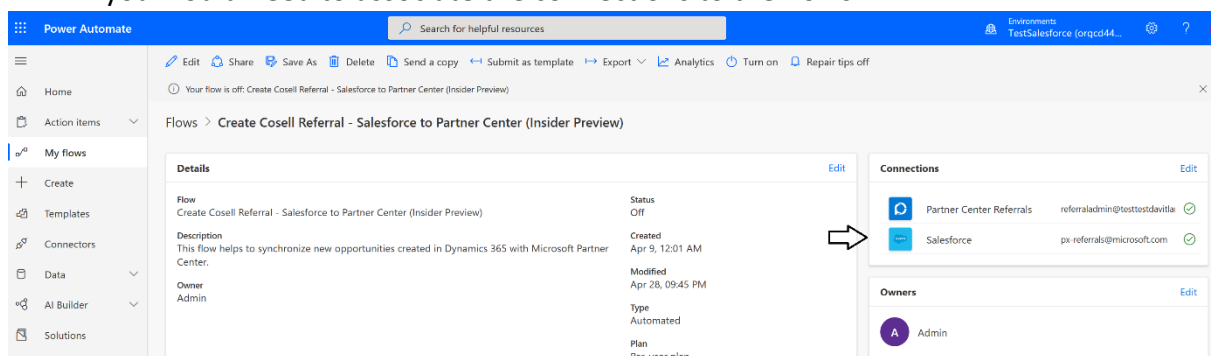 Power Automate
Search for helpful resources
Environments
TestSalesforce (orgcd44...
?
Edit Share Save As Delete Send a copy Submit as template Export Analytics Turn on Repair tips off
Home
Your flow is off: Create Cosell Referral - Salesforce to Partner Center (Insider Preview)
Action items
Flows > Create Cosell Referral - Salesforce to Partner Center (Insider Preview)
My flows
Create
Templates
Connectors
Data
AI Builder
Solutions
Details
Edit
Flow
Create Cosell Referral - Salesforce to Partner Center (Insider Preview)
Description
This flow helps to synchronize new opportunities created in Dynamics 365 with Microsoft Partner
Center.
Owner
Admin
Status
Off
Created
Apr 9, 12:01 AM
Modified
Apr 28, 09:45 PM
Type
Automated
Plan
Connections
Edit
Partner Center Referrals referraladmin@testtestdavitla
Salesforce px-referrals@microsoft.com
Owners
Edit
A Admin